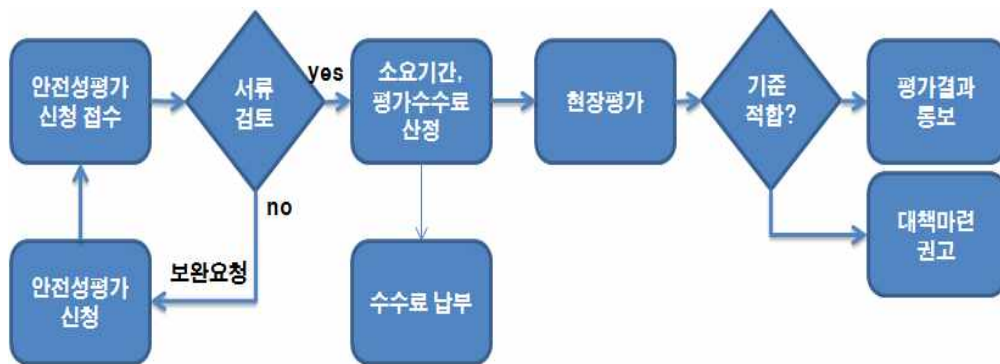 안전성평가
신청 접수
서류
검토
yes
소요기간,
평가수수료
산정
현장평가
기준
적합?
평가결과
통보
no
보완요청
안전성평가
신청
수수료 납부
대책마련
권고